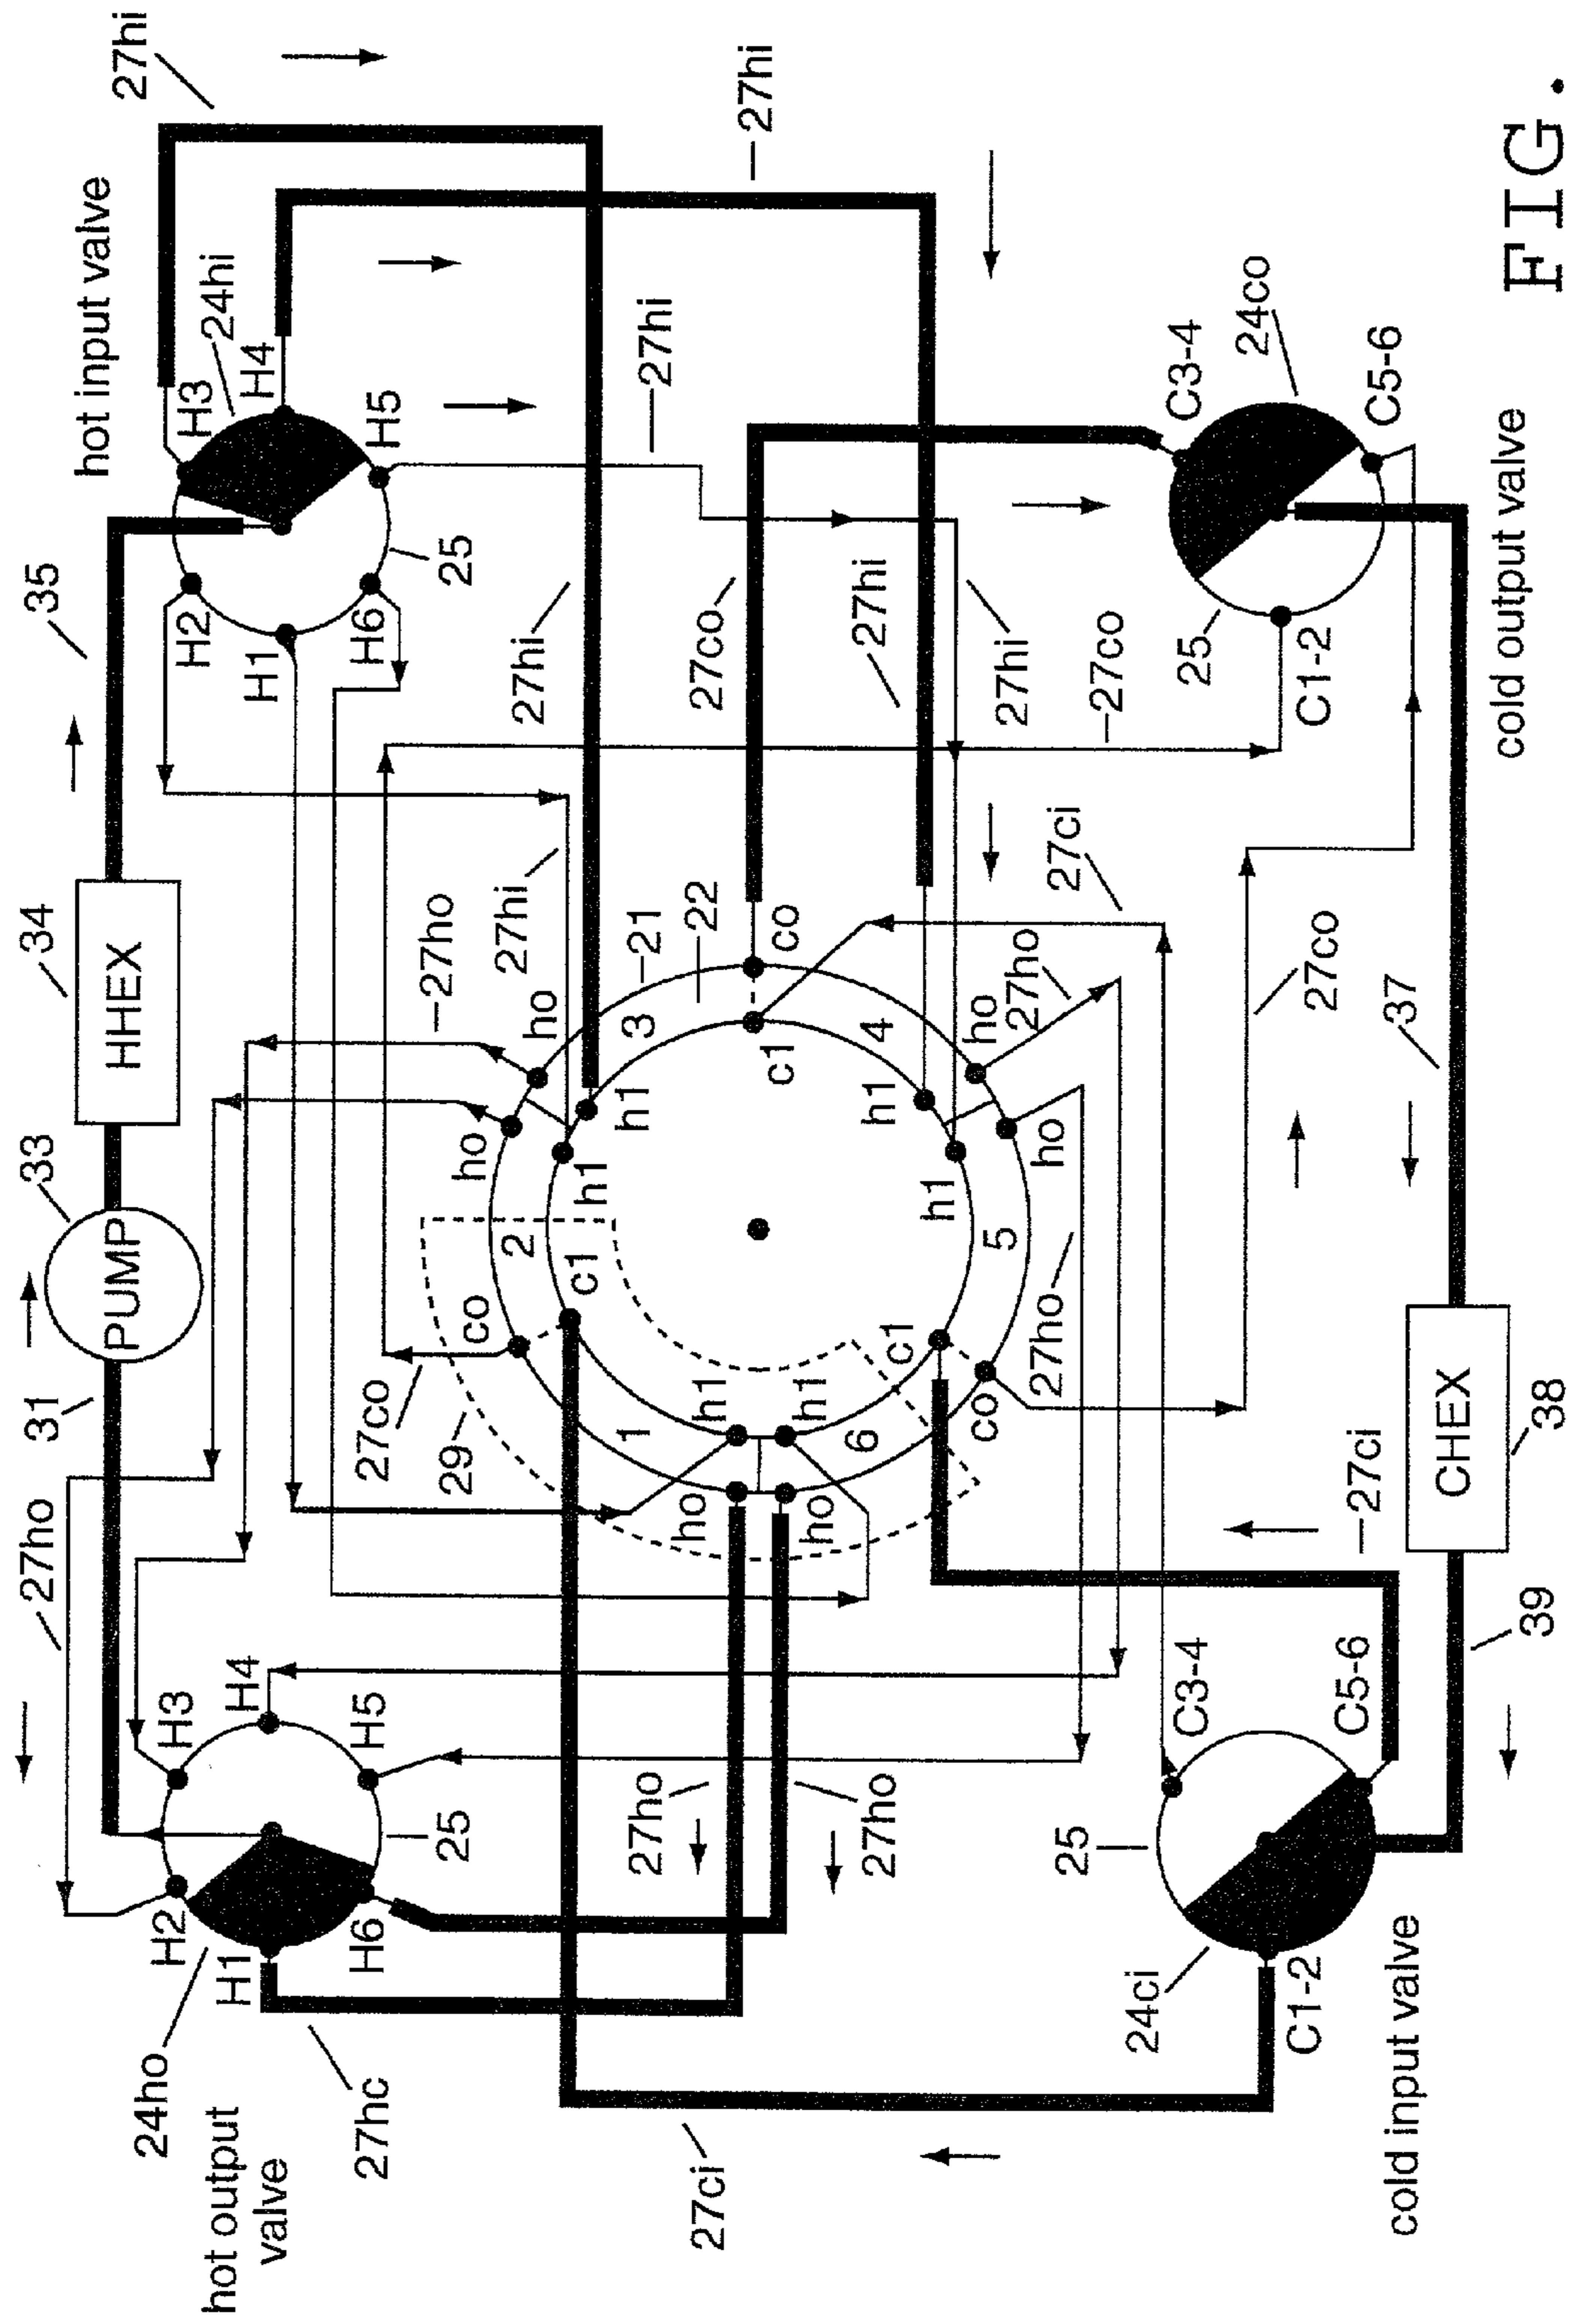 hot output
valve
24ho
27hc
27ho
31
PUMP
33
HHEX
34
35
hot input valve
27hi
24hi
H1
H2
H3
H4
H5
H6
25
H1
H2
H3
H4
H5
H6
25
27hi
27hi
27hi
27hi
27hi
27hi
27ho
27co
29
27co
27hi
21
22
co
c1
h1
ho
ho
h1
h1
ho
ho
h1
c1
co
co
c1
h1
ho
ho
h1
h1
ho
ho
h1
1
2
3
4
5
6
27ho
27ho
27ho
27ho
27ci
27ci
27ci
27co
27co
24ci
C1-2
C3-4
C5-6
25
cold input valve
39
CHEX
38
37
25
C1-2
C3-4
C5-6
24co
cold output valve
FIG.